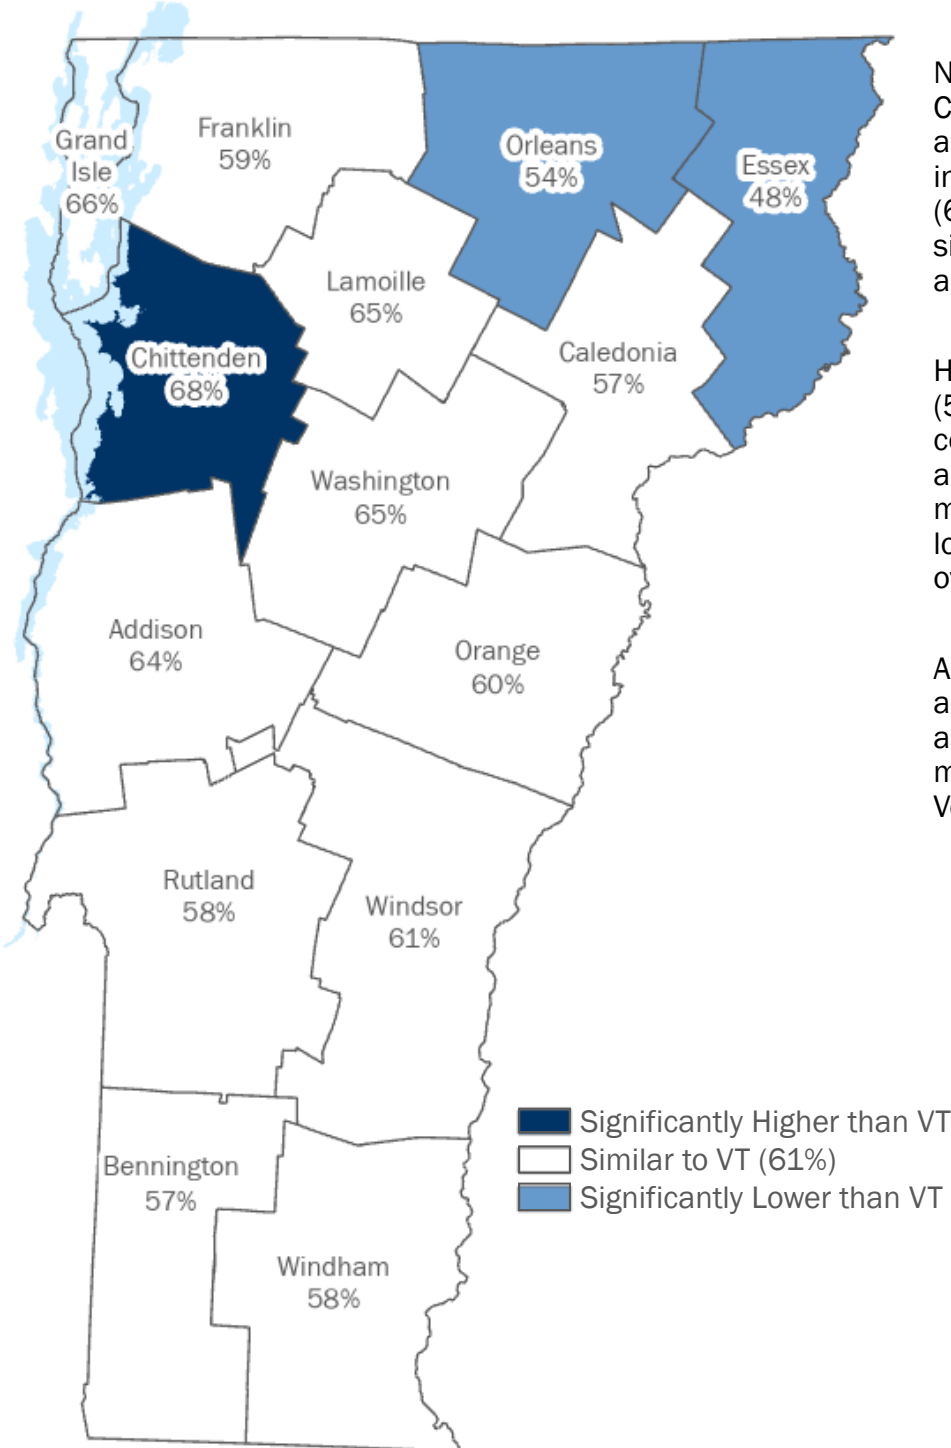 Grand
Isle
66%
Franklin
59%
Orleans
54%
Essex
48%
Lamoille
65%
Chittenden
68%
Caledonia
57%
Washington
65%
Addison
64%
Orange
60%
Rutland
58%
Windsor
61%
Bennington
57%
Windham
58%
Significantly Higher than VT
Similar to VT (61%)
Significantly Lower than VT